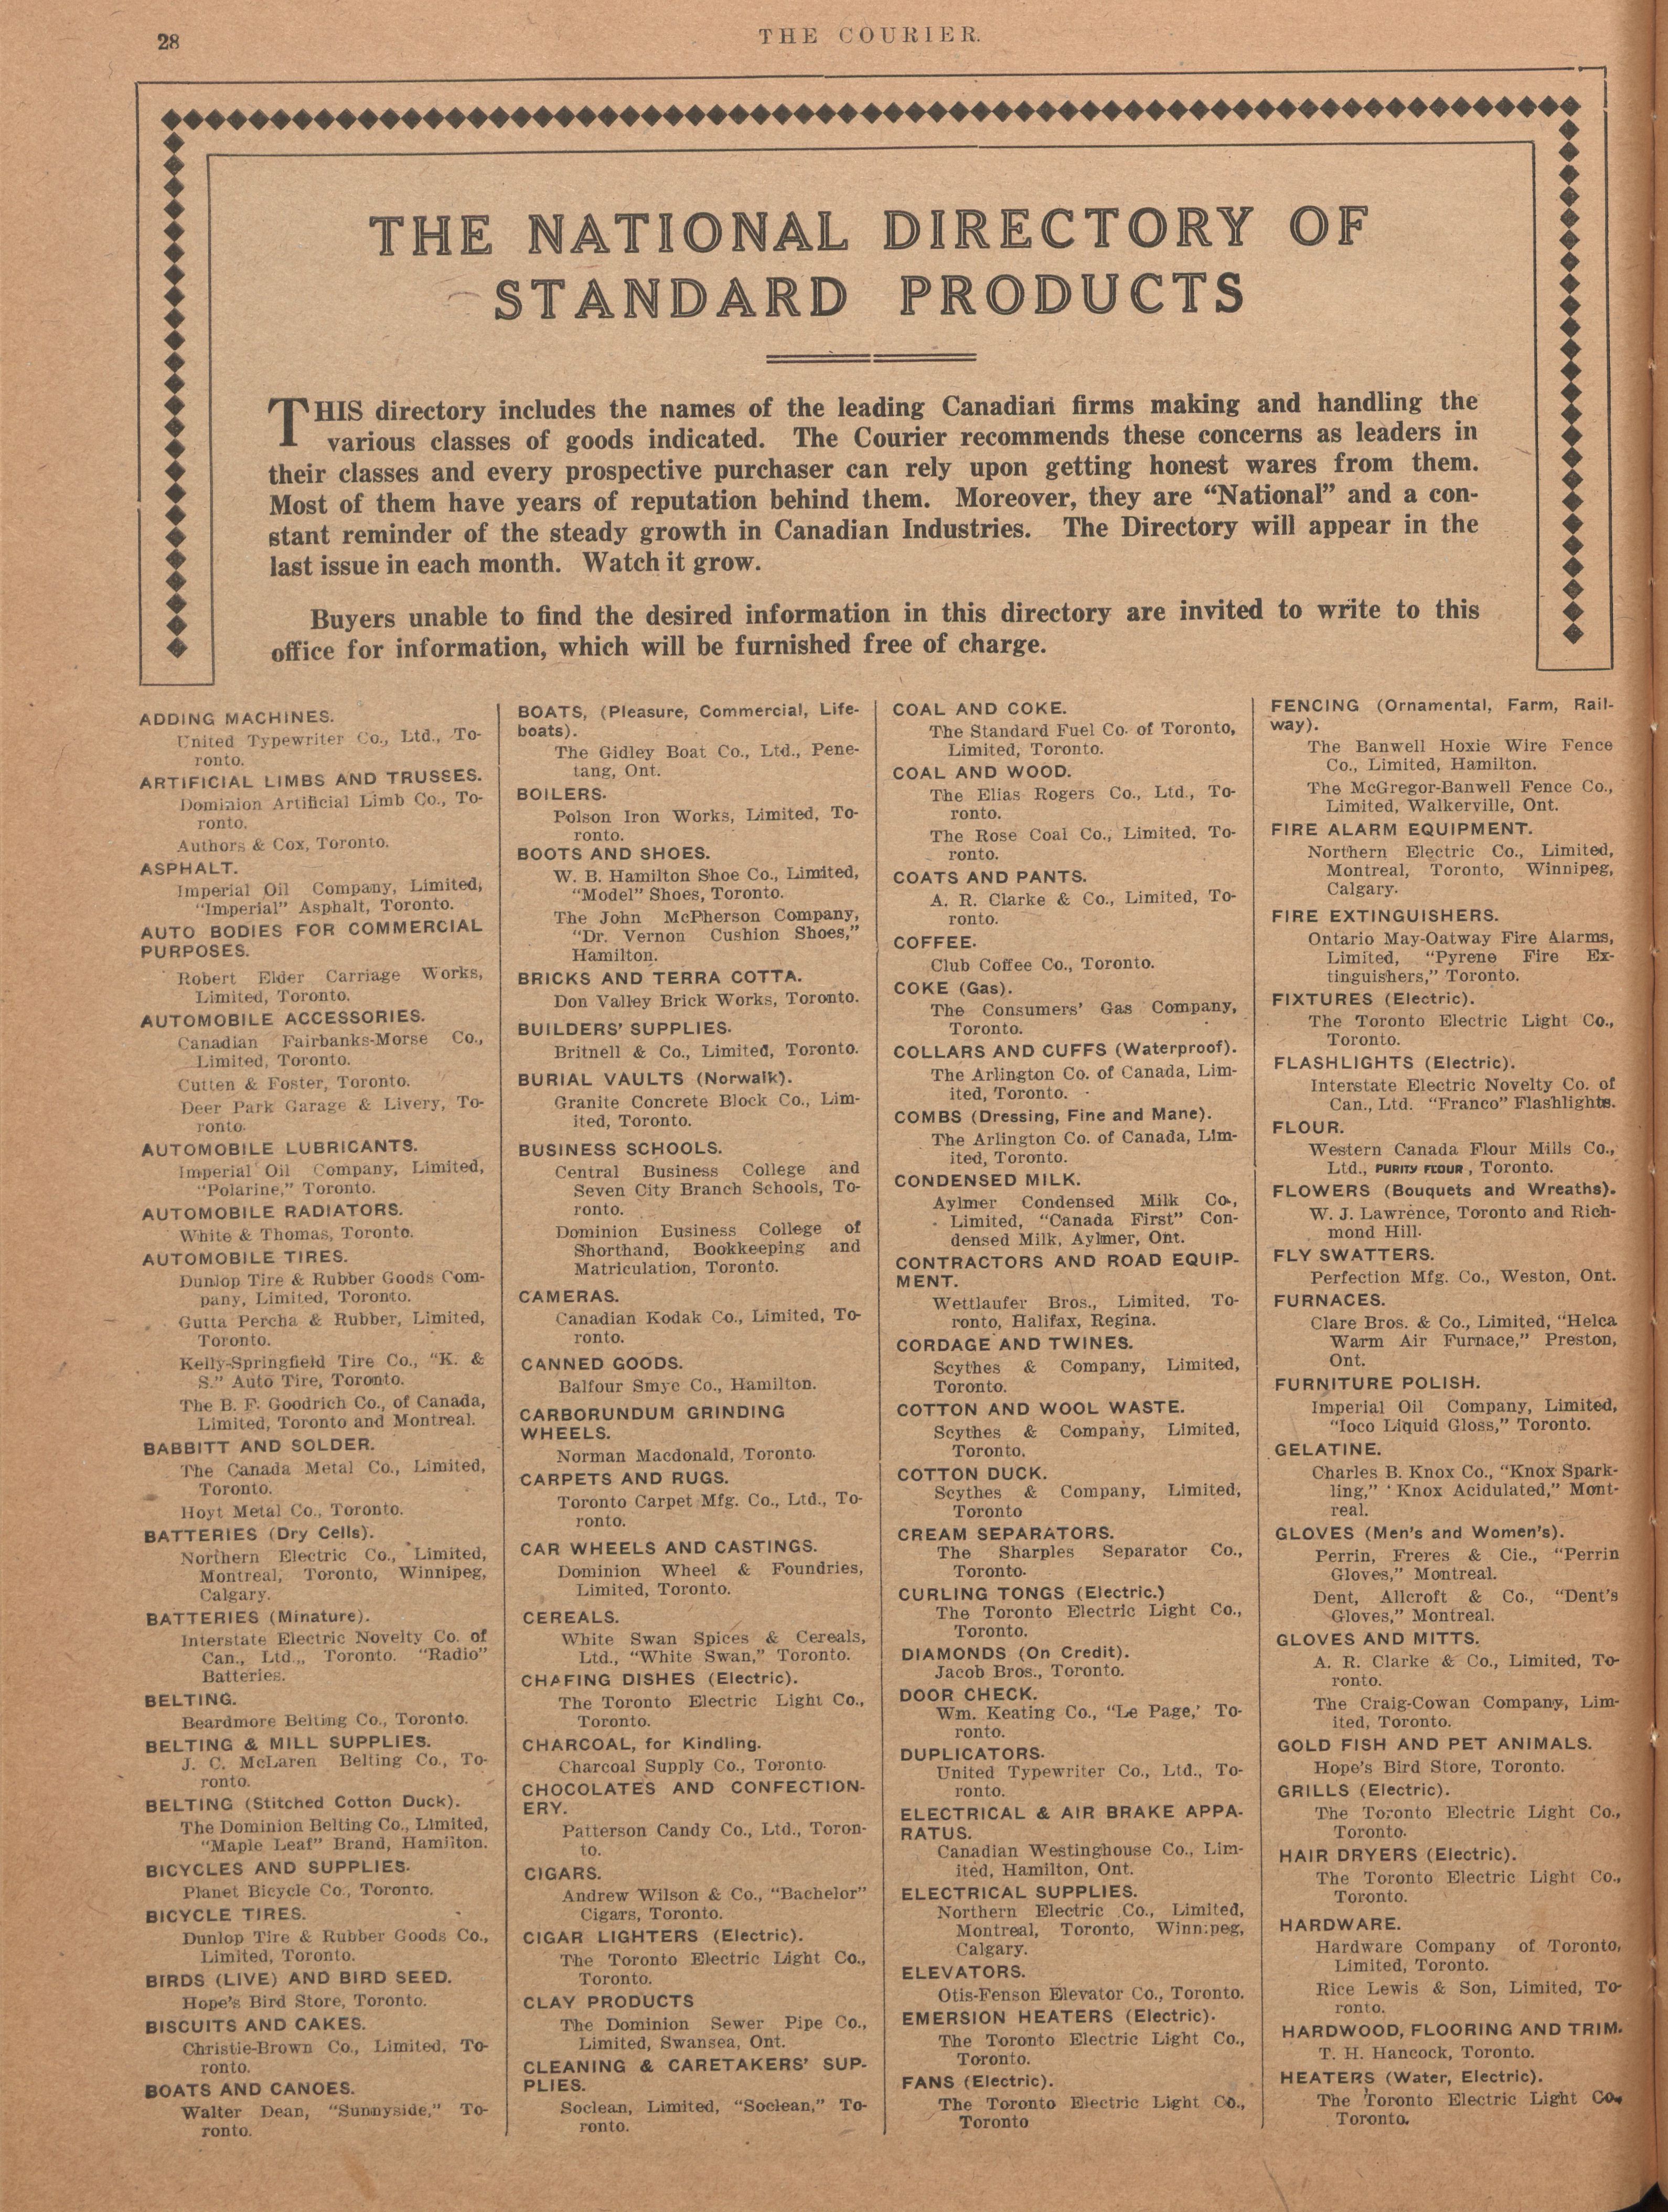 28
THE COURIER.
THE NATIONAL DIRECTORY OF
STANDARD PRODUCTS
THIS directory includes the names of the leading Canadian firms making and handling the
various classes of goods indicated. The Courier recommends these concerns as leaders in
their classes and every prospective purchaser can rely upon getting honest wares from them.
Most of them have years of reputation behind them. Moreover, they are “National” and a con-
stant reminder of the steady growth in Canadian Industries. The Directory will appear in the
last issue in each month. Watch it grow.
Buyers unable to find the desired information in this directory are invited to write to this
office for information, which will be furnished free of charge.
ADDING MACHINES.
United Typewriter Co., Ltd., To-
ronto.
ARTIFICIAL LIMBS AND TRUSSES.
Dominion Artificial Limb Co., To-
ronto.
Authors & Cox, Toronto.
ASPHALT.
Imperial Oil Company, Limited,
“Imperial” Asphalt, Toronto.
AUTO BODIES FOR COMMERCIAL
PURPOSES.
Robert Elder Carriage Works,
Limited, Toronto.
AUTOMOBILE ACCESSORIES.
Canadian Fairbanks-Morse Co.,
Limited, Toronto.
Cutten & Foster, Toronto.
Deer Park Garage & Livery, To-
ronto.
AUTOMOBILE LUBRICANTS.
Imperial Oil Company, Limited,
“Polarine,” Toronto.
AUTOMOBILE RADIATORS.
White & Thomas, Toronto.
AUTOMOBILE TIRES.
Dunlop Tire & Rubber Goods Com-
pany, Limited, Toronto.
Gutta Percha & Rubber, Limited,
Toronto.
Kelly-Springfield Tire Co., “K. &
S.” Auto Tire, Toronto.
The B. F. Goodrich Co., of Canada,
Limited, Toronto and Montreal.
BABBITT AND SOLDER.
The Canada Metal Co., Limited,
Toronto.
Hoyt Metal Co., Toronto.
BATTERIES (Dry Cells).
Northern Electric Co., Limited,
Montreal, Toronto, Winnipeg,
Calgary.
BATTERIES (Minature).
Interstate Electric Novelty Co. of
Can., Ltd., Toronto. “Radio”
Batteries.
BELTING.
Beardmore Belting Co., Toronto.
BELTING & MILL SUPPLIES.
J. C. McLaren Belting Co., To-
ronto.
BELTING (Stitched Cotton Duck).
The Dominion Belting Co., Limited,
“Maple Leaf” Brand, Hamilton.
BICYCLES AND SUPPLIES.
Planet Bicycle Co., Toronto.
BICYCLE TIRES.
Dunlop Tire & Rubber Goods Co.,
Limited, Toronto.
BIRDS (LIVE) AND BIRD SEED.
Hope's Bird Store, Toronto.
BISCUITS AND CAKES.
Christie-Brown Co., Limited, To-
ronto.
BOATS AND CANOES.
Walter Dean, “Sunnyside,” To-
ronto.
BOATS, (Pleasure, Commercial, Life-
boats).
The Gidley Boat Co., Ltd., Pene-
tang, Ont.
BOILERS.
Polson Iron Works, Limited, To-
ronto.
BOOTS AND SHOES.
W. B. Hamilton Shoe Co., Limited,
“Model” Shoes, Toronto.
The John McPherson Company,
“Dr. Vernon Cushion Shoes,”
Hamilton.
BRICKS AND TERRA COTTA.
Don Valley Brick Works, Toronto.
BUILDERS' SUPPLIES.
Britnell & Co., Limited, Toronto.
BURIAL VAULTS (Norwalk).
Granite Concrete Block Co., Lim-
ited, Toronto.
BUSINESS SCHOOLS.
Central Business College and
Seven City Branch Schools, To-
ronto.
Dominion Business College of
Shorthand, Bookkeeping and
Matriculation, Toronto.
CAMERAS.
Canadian Kodak Co., Limited, To-
ronto.
CANNED GOODS.
Balfour Smye Co., Hamilton.
CARBORUNDUM GRINDING
WHEELS.
Norman Macdonald, Toronto.
CARPETS AND RUGS.
Toronto Carpet Mfg. Co., Ltd., To-
ronto.
CAR WHEELS AND CASTINGS.
Dominion Wheel & Foundries,
Limited, Toronto.
CEREALS.
White Swan Spices & Cereals,
Ltd., “White Swan,” Toronto.
CHAFING DISHES (Electric).
The Toronto Electric Light Co.,
Toronto.
CHARCOAL, for Kindling.
Charcoal Supply Co., Toronto.
CHOCOLATES AND CONFECTION-
ERY.
Patterson Candy Co., Ltd., Toron-
to.
CIGARS.
Andrew Wilson & Co., “Bachelor”
Cigars, Toronto.
CIGAR LIGHTERS (Electric).
The Toronto Electric Light Co.,
Toronto.
CLAY PRODUCTS
The Dominion Sewer Pipe Co.,
Limited, Swansea, Ont.
CLEANING & CARETAKERS' SUP-
PLIES.
Soclean, Limited, “Soclean,” To-
ronto.
COAL AND COKE.
The Standard Fuel Co. of Toronto,
Limited, Toronto.
COAL AND WOOD.
The Elias Rogers Co., Ltd., To-
ronto.
The Rose Coal Co., Limited, To-
ronto.
COATS AND PANTS.
A. R. Clarke & Co., Limited, To-
ronto.
COFFEE.
Club Coffee Co., Toronto.
COKE (Gas).
The Consumers' Gas Company,
Toronto.
COLLARS AND CUFFS (Waterproof).
The Arlington Co. of Canada, Lim-
ited, Toronto.
COMBS (Dressing, Fine and Mane).
The Arlington Co. of Canada, Lim-
ited, Toronto.
CONDENSED MILK.
Aylmer Condensed Milk Co.,
Limited, “Canada First” Con-
densed Milk, Aylmer, Ont.
CONTRACTORS AND ROAD EQUIP-
MENT.
Wettlaufer Bros., Limited, To-
ronto, Halifax, Regina.
CORDAGE AND TWINES.
Scythes & Company, Limited,
Toronto.
COTTON AND WOOL WASTE.
Scythes & Company, Limited,
Toronto.
COTTON DUCK.
Scythes & Company, Limited,
Toronto
CREAM SEPARATORS.
The Sharples Separator Co.,
Toronto.
CURLING TONGS (Electric.)
The Toronto Electric Light Co.,
Toronto.
DIAMONDS (On Credit).
Jacob Bros., Toronto.
DOOR CHECK.
Wm. Keating Co., “Le Page,’ To-
ronto.
DUPLICATORS.
United Typewriter Co., Ltd., To-
ronto.
ELECTRICAL & AIR BRAKE APPA-
RATUS.
Canadian Westinghouse Co., Lim-
ited, Hamilton, Ont.
ELECTRICAL SUPPLIES.
Northern Electric Co., Limited,
Montreal, Toronto, Winnipeg,
Calgary.
ELEVATORS.
Otis-Fenson Elevator Co., Toronto.
EMERSION HEATERS (Electric).
The Toronto Electric Light Co.,
Toronto.
FANS (Electric).
The Toronto Electric Light Co.,
Toronto
FENCING (Ornamental, Farm, Rail-
way).
The Banwell Hoxie Wire Fence
Co., Limited, Hamilton.
The McGregor-Banwell Fence Co.,
Limited, Walkerville, Ont.
FIRE ALARM EQUIPMENT.
Northern Electric Co., Limited,
Montreal, Toronto, Winnipeg,
Calgary.
FIRE EXTINGUISHERS.
Ontario May-Oatway Fire Alarms,
Limited, “Pyrene Fire Ex-
tinguishers,” Toronto.
FIXTURES (Electric).
The Toronto Electric Light Co.,
Toronto.
FLASHLIGHTS (Electric).
Interstate Electric Novelty Co. of
Can., Ltd. “Franco” Flashlights.
FLOUR.
Western Canada Flour Mills Co.,
Ltd., PURITY FLOUR, Toronto.
FLOWERS (Bouquets and Wreaths).
W. J. Lawrence, Toronto and Rich-
mond Hill.
FLY SWATTERS.
Perfection Mfg. Co., Weston, Ont.
FURNACES.
Clare Bros. & Co., Limited, “Helca
Warm Air Furnace,” Preston,
Ont.
FURNITURE POLISH.
Imperial Oil Company, Limited,
“Ioco Liquid Gloss,” Toronto.
GELATINE.
Charles B. Knox Co., “Knox Spark-
ling,” ‘Knox Acidulated,” Mont-
real.
GLOVES (Men's and Women's).
Perrin, Freres & Cie., “Perrin
Gloves,” Montreal.
Dent, Allcroft & Co., “Dent's
Gloves,” Montreal.
GLOVES AND MITTS.
A. R. Clarke & Co., Limited, To-
ronto.
The Craig-Cowan Company, Lim-
ited, Toronto.
GOLD FISH AND PET ANIMALS.
Hope's Bird Store, Toronto.
GRILLS (Electric).
The Toronto Electric Light Co.,
Toronto.
HAIR DRYERS (Electric).
The Toronto Electric Light Co.,
Toronto.
HARDWARE.
Hardware Company of Toronto,
Limited, Toronto.
Rice Lewis & Son, Limited, To-
ronto.
HARDWOOD, FLOORING AND TRIM.
T. H. Hancock, Toronto.
HEATERS (Water, Electric).
The Toronto Electric Light Co.,
Toronto.